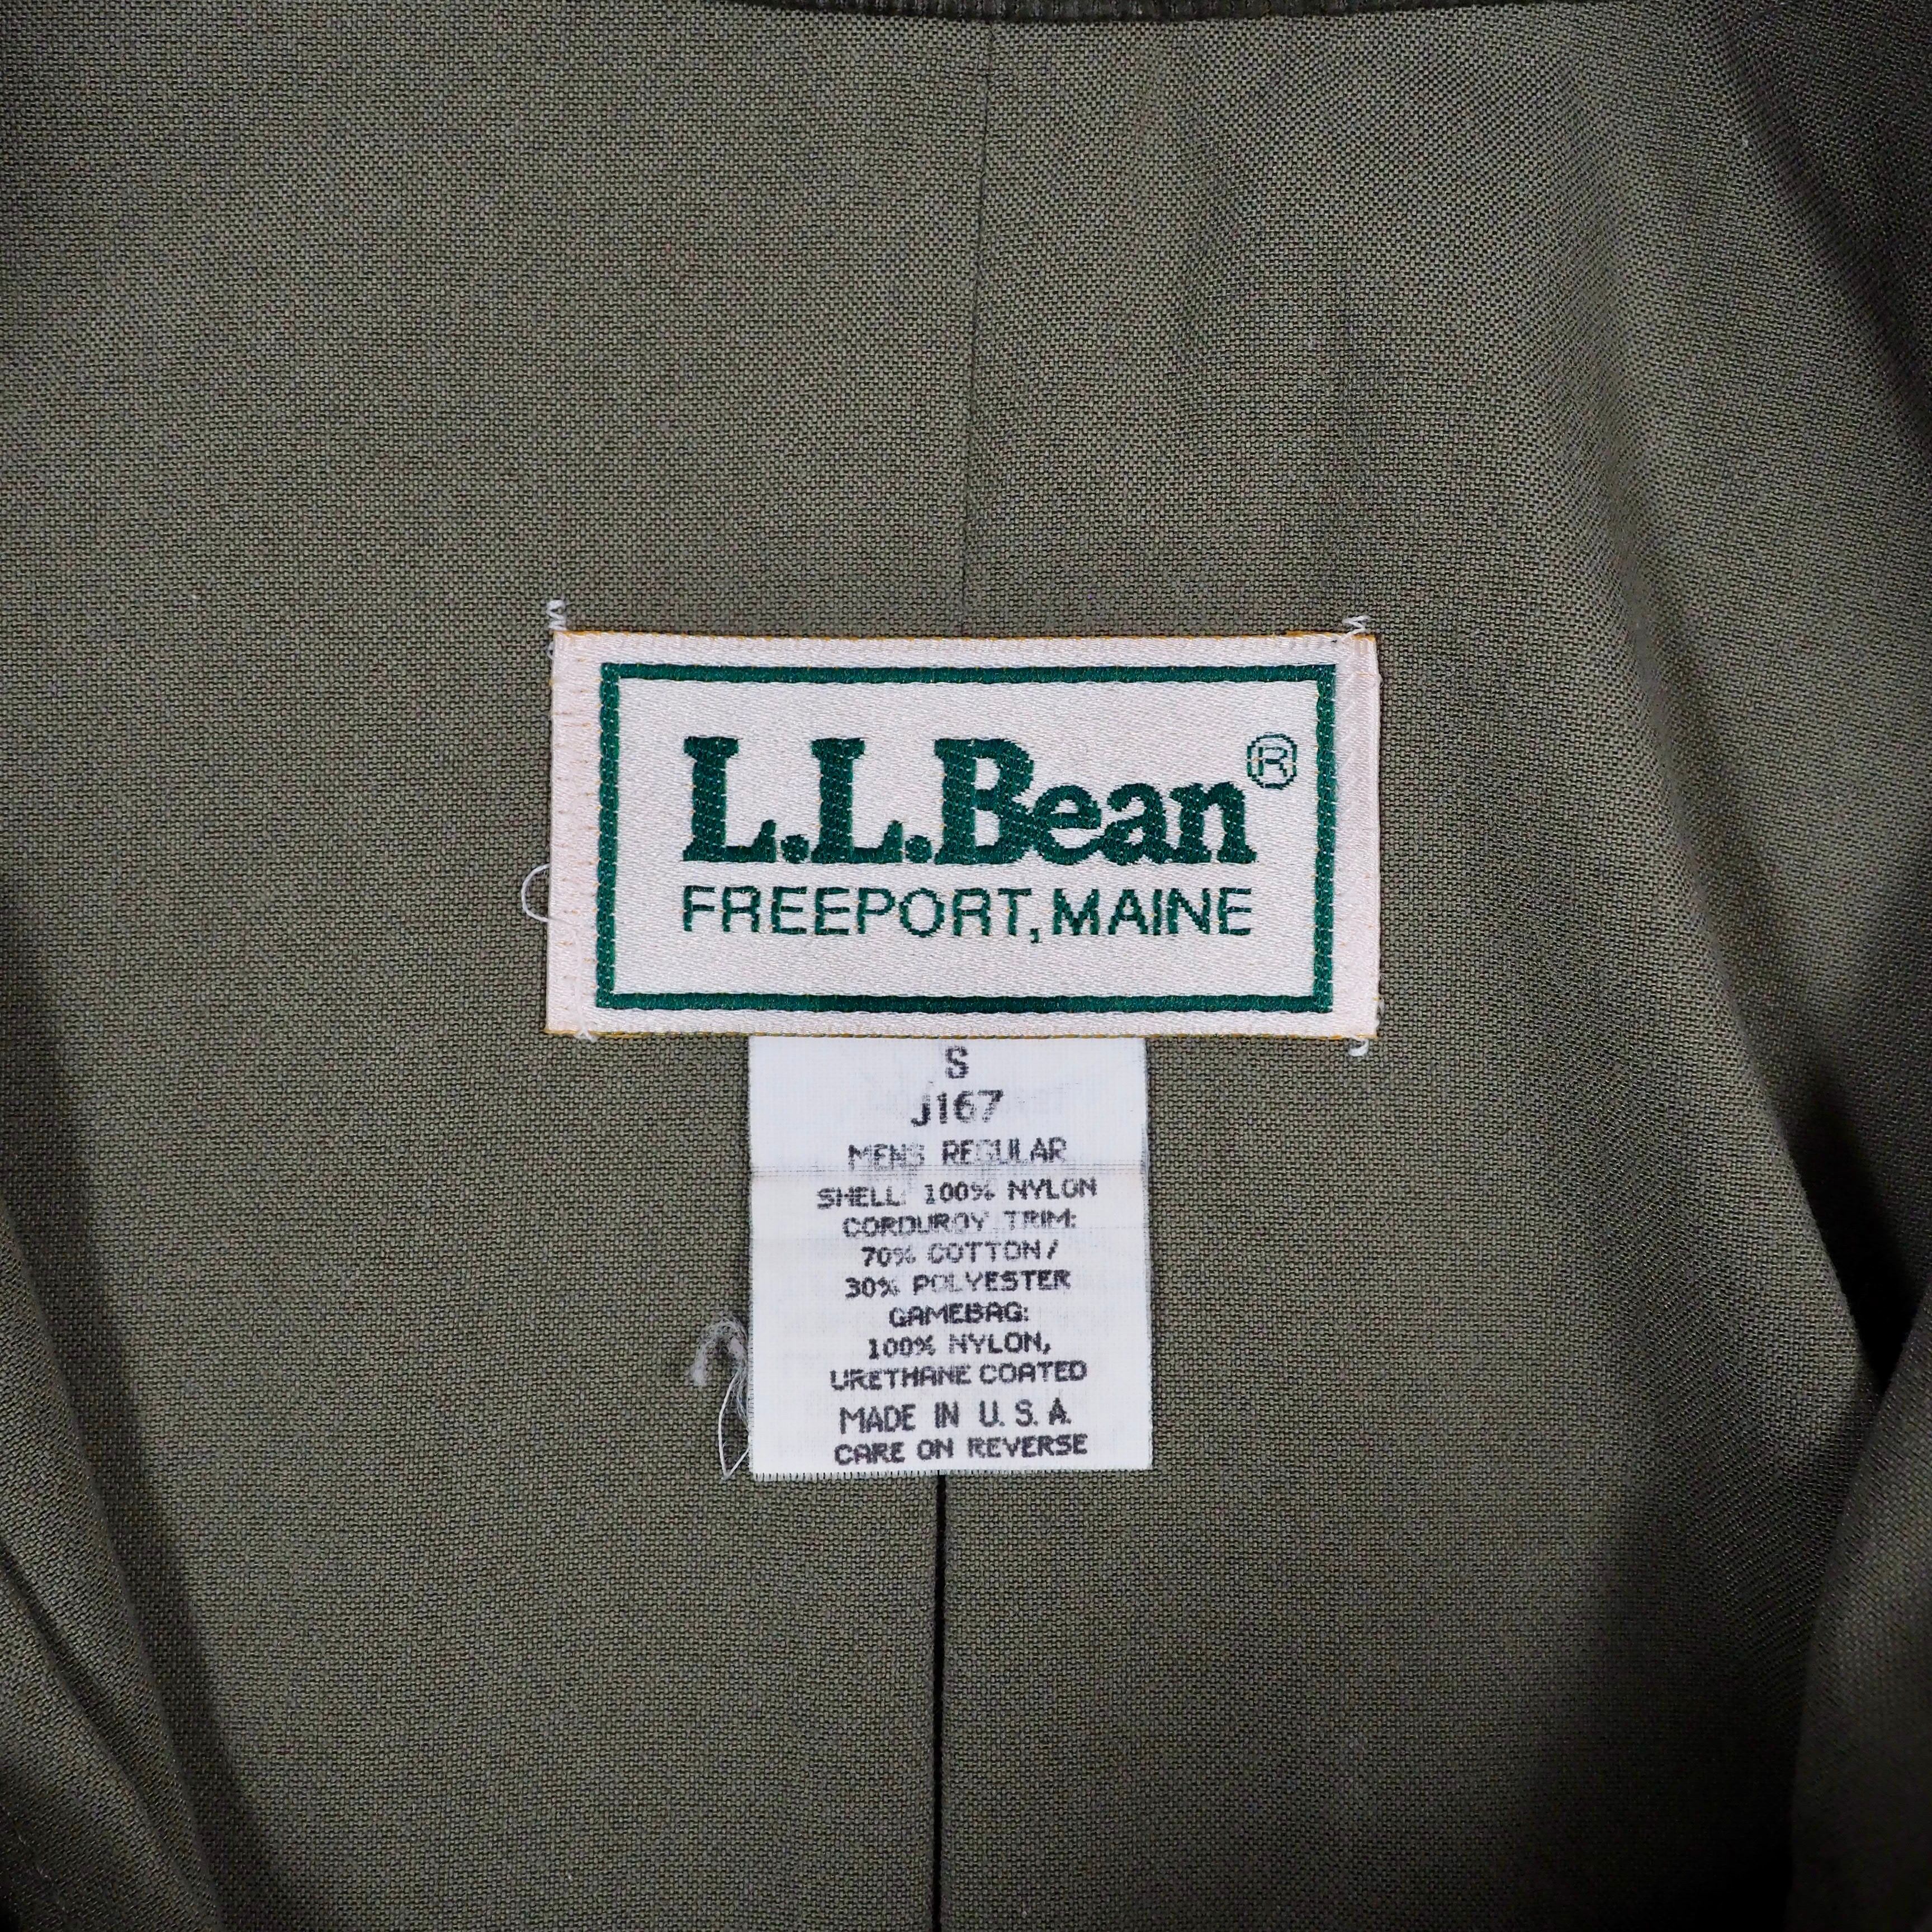 L.L.Bean®
FREEPORT, MAINE
S
J167
MENS REGULAR
SHELL: 100% NYLON
CORDUROY TRIM:
70% COTTON/
30% POLYESTER
GAMEBAG:
100% NYLON,
URETHANE COATED
MADE IN U.S.A.
CARE ON REVERSE